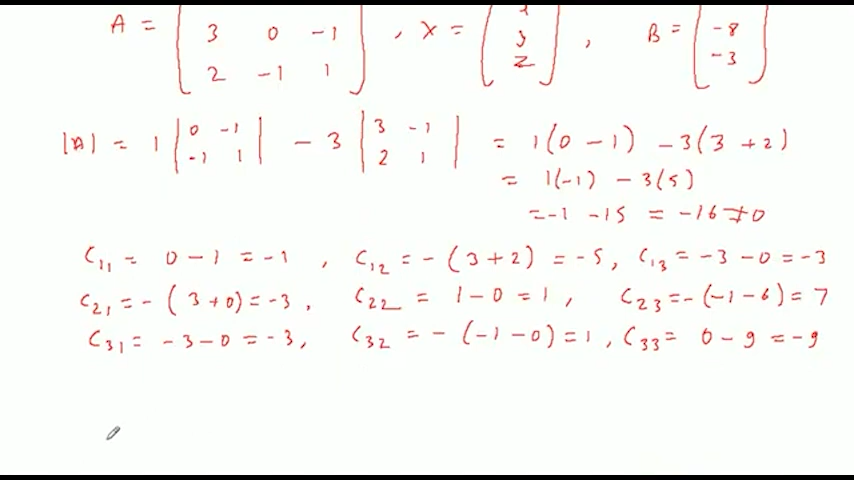 A = ( 3 0 -1 , X = ( y , B = ( -8
2 -1 1 ) z ) -3 )
|A| = 1 | 0 -1 | - 3 | 3 -1 | = 1(0 - 1) - 3(3 + 2)
-1 1 2 1
= 1(-1) - 3(5)
= -1 - 15 = -16 ≠ 0
C11 = 0 - 1 = -1 , C12 = - (3 + 2) = -5, C13 = -3 - 0 = -3
C21 = - (3 + 0) = -3 , C22 = 1 - 0 = 1 , C23 = - (-1 - 6) = 7
C31 = -3 - 0 = -3, C32 = - (-1 - 0) = 1 , C33 = 0 - 9 = -9